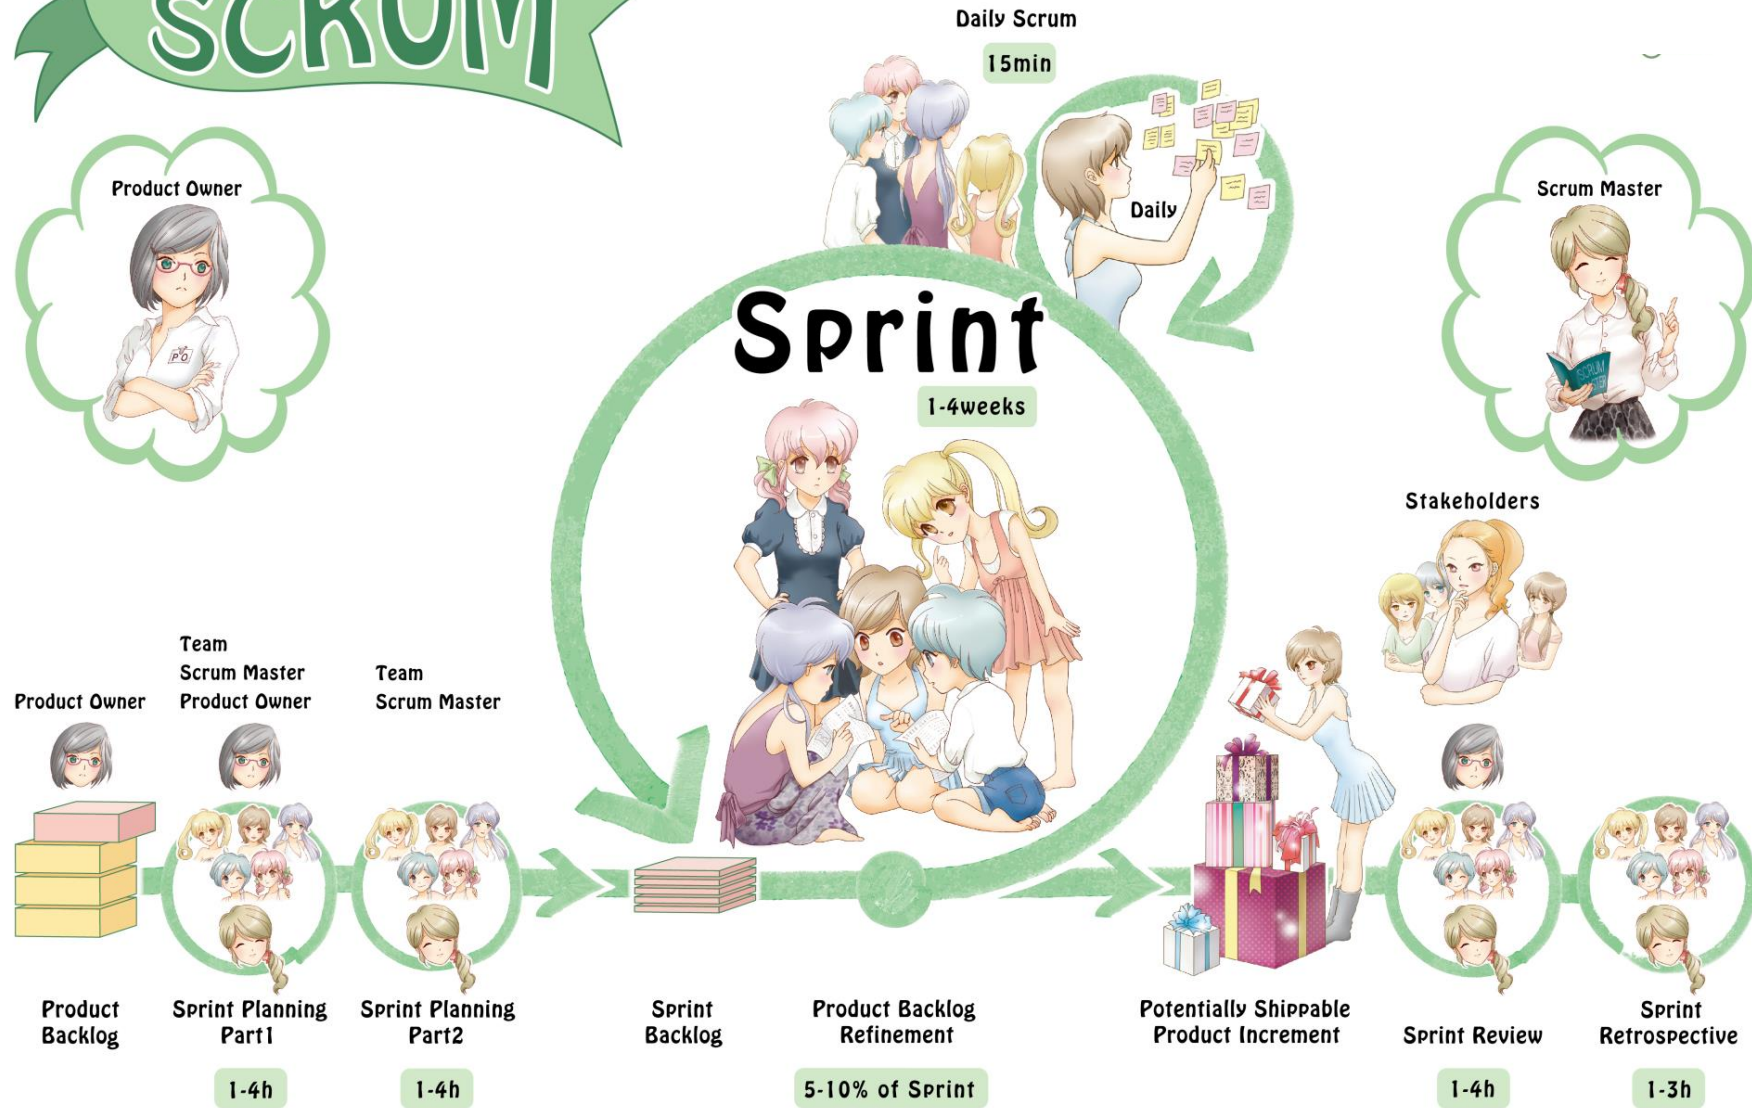 SCRUM
Daily Scrum
15min
Product Owner
Daily
Scrum Master
PO
SCRUM
Sprint
1-4weeks
Stakeholders
Team
Scrum Master
Product Owner
Team
Scrum Master
Product Owner
Product
Backlog
Sprint Planning
Part1
Sprint Planning
Part2
Sprint
Backlog
Product Backlog
Refinement
Potentially Shippable
Product Increment
Sprint Review
Sprint
Retrospective
1-4h
1-4h
5-10% of Sprint
1-4h
1-3h